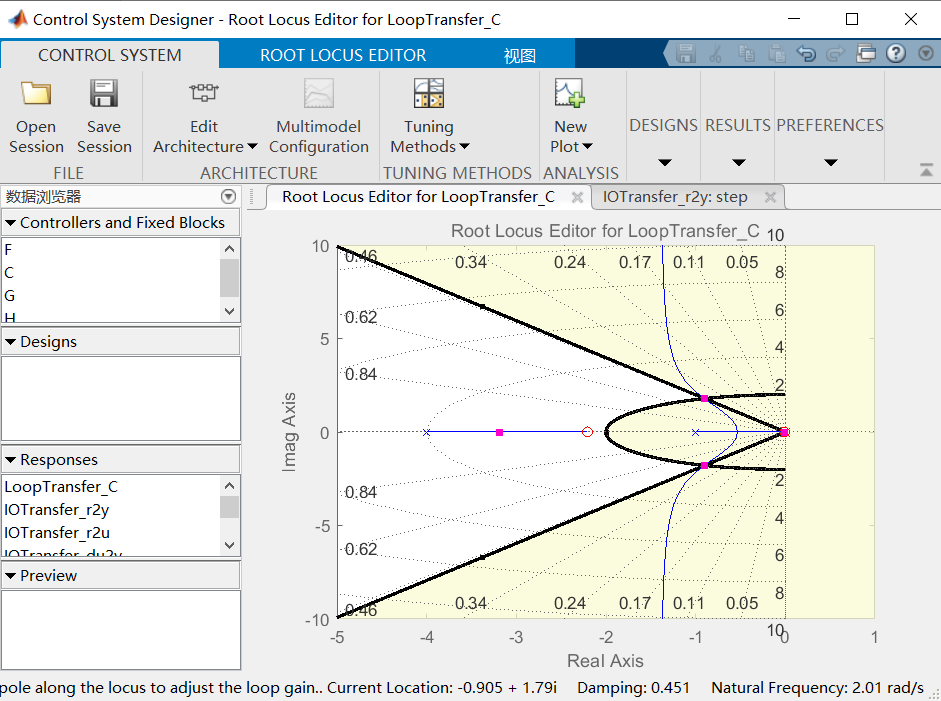 Control System Designer - Root Locus Editor for LoopTransfer_C
CONTROL SYSTEM ROOT LOCUS EDITOR 视图
Open Session Save Session
Edit Architecture Multimodel Configuration
Tuning Methods
New Plot
DESIGNS RESULTS PREFERENCES
FILE ARCHITECTURE TUNING METHODS ANALYSIS
数据浏览器
Controllers and Fixed Blocks
F
C
G
H
Designs
Responses
LoopTransfer_C
IOTransfer_r2y
IOTransfer_r2u
IOTransfer_du2y
Preview
Root Locus Editor for LoopTransfer_C IOTransfer_r2y: step
Root Locus Editor for LoopTransfer_C
10
10
0.46 0.34 0.24 0.17 0.11 0.05
8
0.62
6
5
4
0.84
2
0
Imag Axis
2
0.84
4
-5
0.62
6
8
0.46 0.34 0.24 0.17 0.11 0.05
-10
10
-5 -4 -3 -2 -1 0 1
Real Axis
pole along the locus to adjust the loop gain.. Current Location: -0.905 + 1.79i Damping: 0.451 Natural Frequency: 2.01 rad/s